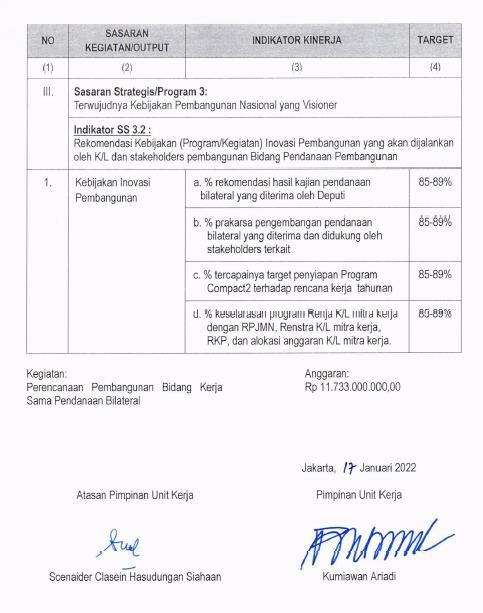 NO
SASARAN
KEGIATAN/OUTPUT
INDIKATOR KINERJA
TARGET
(1)
(2)
(3)
(4)
III.
Sasaran Strategis/Program 3:
Terwujudnya Kebijakan Pembangunan Nasional yang Visioner
Indikator SS 3.2 :
Rekomendasi Kebijakan (Program/Kegiatan) Inovasi Pembangunan yang akan dijalankan
oleh K/L dan stakeholders pembangunan Bidang Pendanaan Pembangunan
1.
Kebijakan Inovasi
Pembangunan
a. % rekomendasi hasil kajian pendanaan
bilateral yang diterima oleh Deputi
85-89%
b. % prakarsa pengembangan pendanaan
bilateral yang diterima dan didukung oleh
stakeholders terkait
85-89%
c. % tercapainya target penyiapan Program
Compact2 terhadap rencana kerja tahunan
85-89%
d. % keselarasan program Renja K/L mitra kerja
dengan RPJMN, Renstra K/L mitra kerja,
RKP, dan alokasi anggaran K/L mitra kerja.
85-89%
Kegiatan:
Perencanaan Pembangunan Bidang Kerja
Sama Pendanaan Bilateral
Anggaran:
Rp 11.733.000.000,00
Jakarta, 17 Januari 2022
Atasan Pimpinan Unit Kerja
Pimpinan Unit Kerja
Scenaider Clasein Hasudungan Siahaan
Kurniawan Ariadi